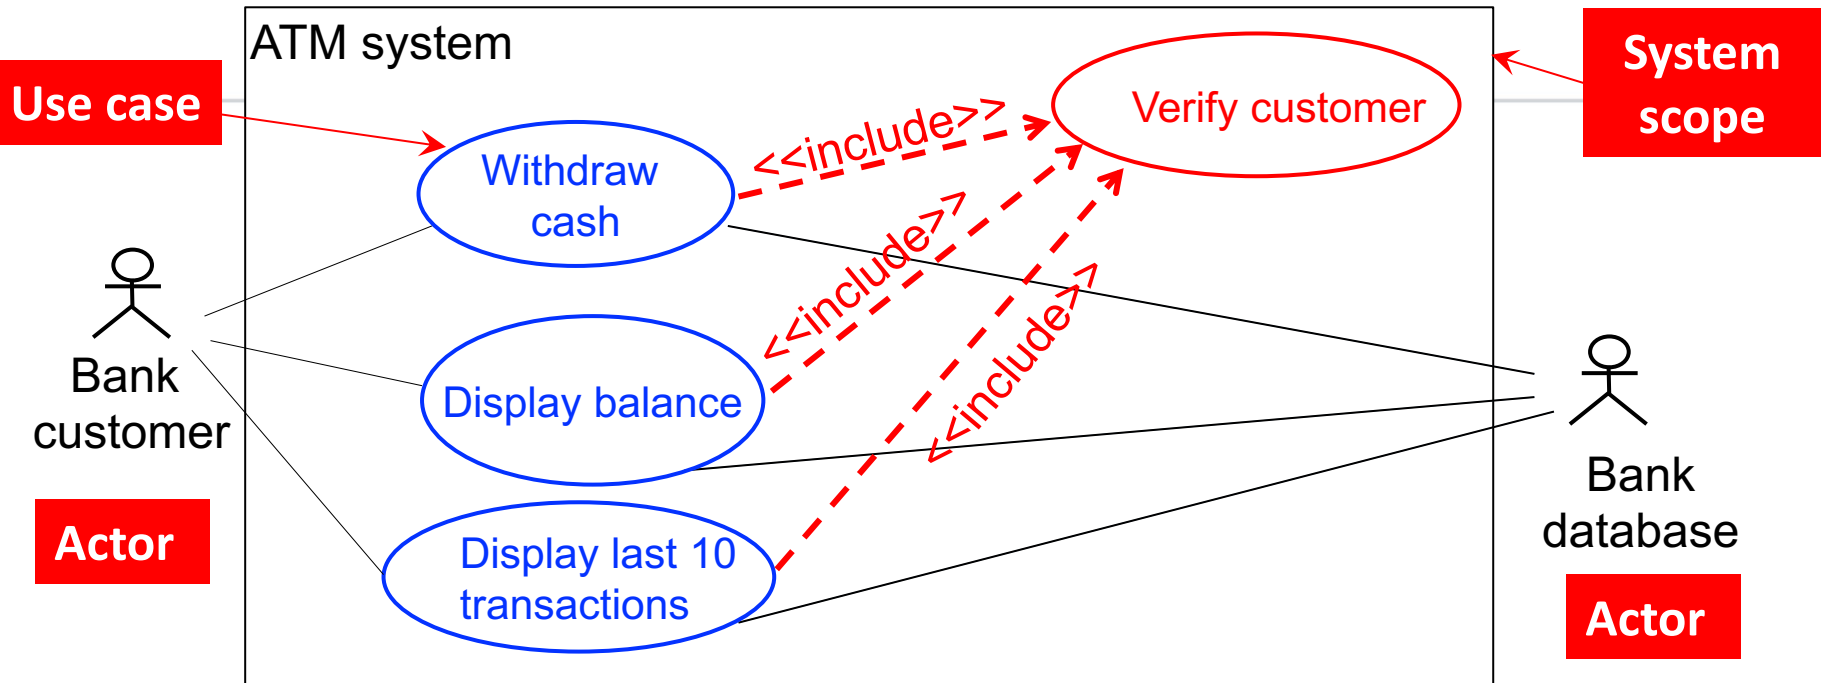 ATM system
Use case
System
scope
Verify customer
<<include>>
Withdraw
cash
<<include>>
<<include>>
Bank
customer
Display balance
Actor
Display last 10
transactions
Bank
database
Actor